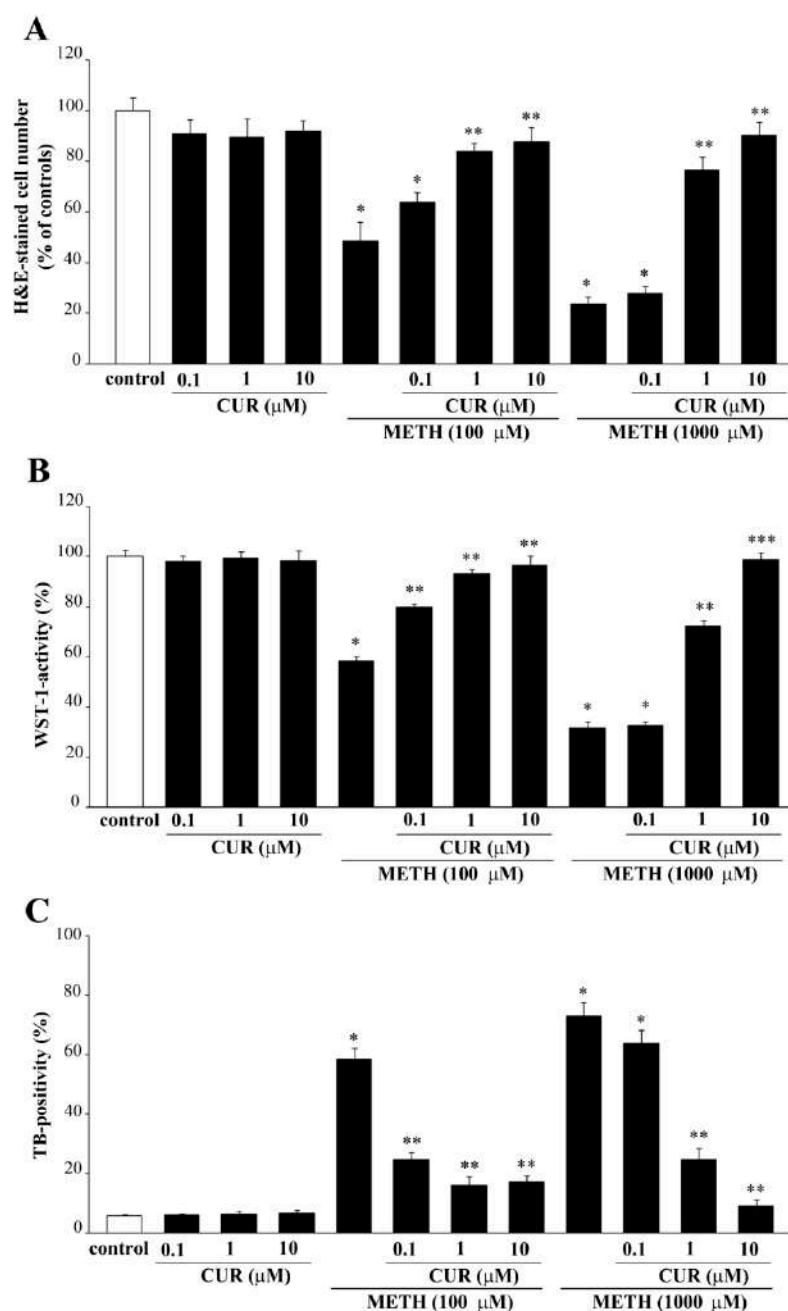 A
H&E-stained cell number
(% of controls)
120
100
80
60
40
20
0
* * ** ** * * ** **
control 0.1 1 10 0.1 1 10 0.1 1 10
CUR (μM) CUR (μM) CUR (μM)
METH (100 μM) METH (1000 μM)
B
WST-1-activity (%)
120
100
80
60
40
20
0
* ** ** ** * * ** ***
control 0.1 1 10 0.1 1 10 0.1 1 10
CUR (μM) CUR (μM) CUR (μM)
METH (100 μM) METH (1000 μM)
C
TB-positivity (%)
100
80
60
40
20
0
* ** ** ** * * ** **
control 0.1 1 10 0.1 1 10 0.1 1 10
CUR (μM) CUR (μM) CUR (μM)
METH (100 μM) METH (1000 μM)